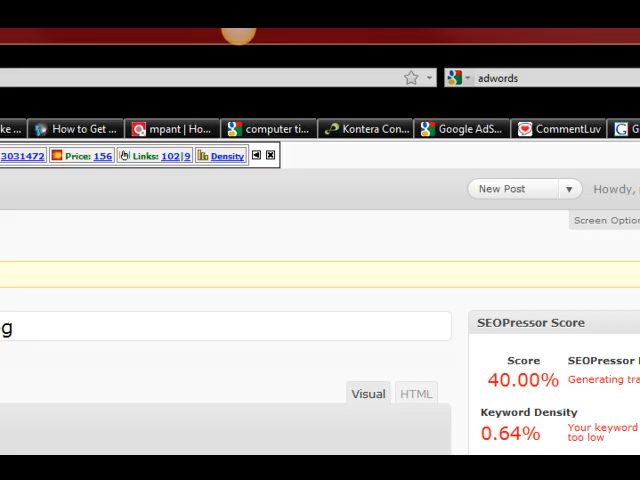 adwords
ke ... How to Get ... mpant | Ho... computer ti... Kontera Con... Google AdS... CommentLuv G
3031472 Price: 156 Links: 102|9 Density
New Post Howdy,
Screen Option
g
SEOPressor Score
Score SEOPressor
40.00% Generating tra
Visual HTML
Keyword Density
0.64% Your keyword
too low